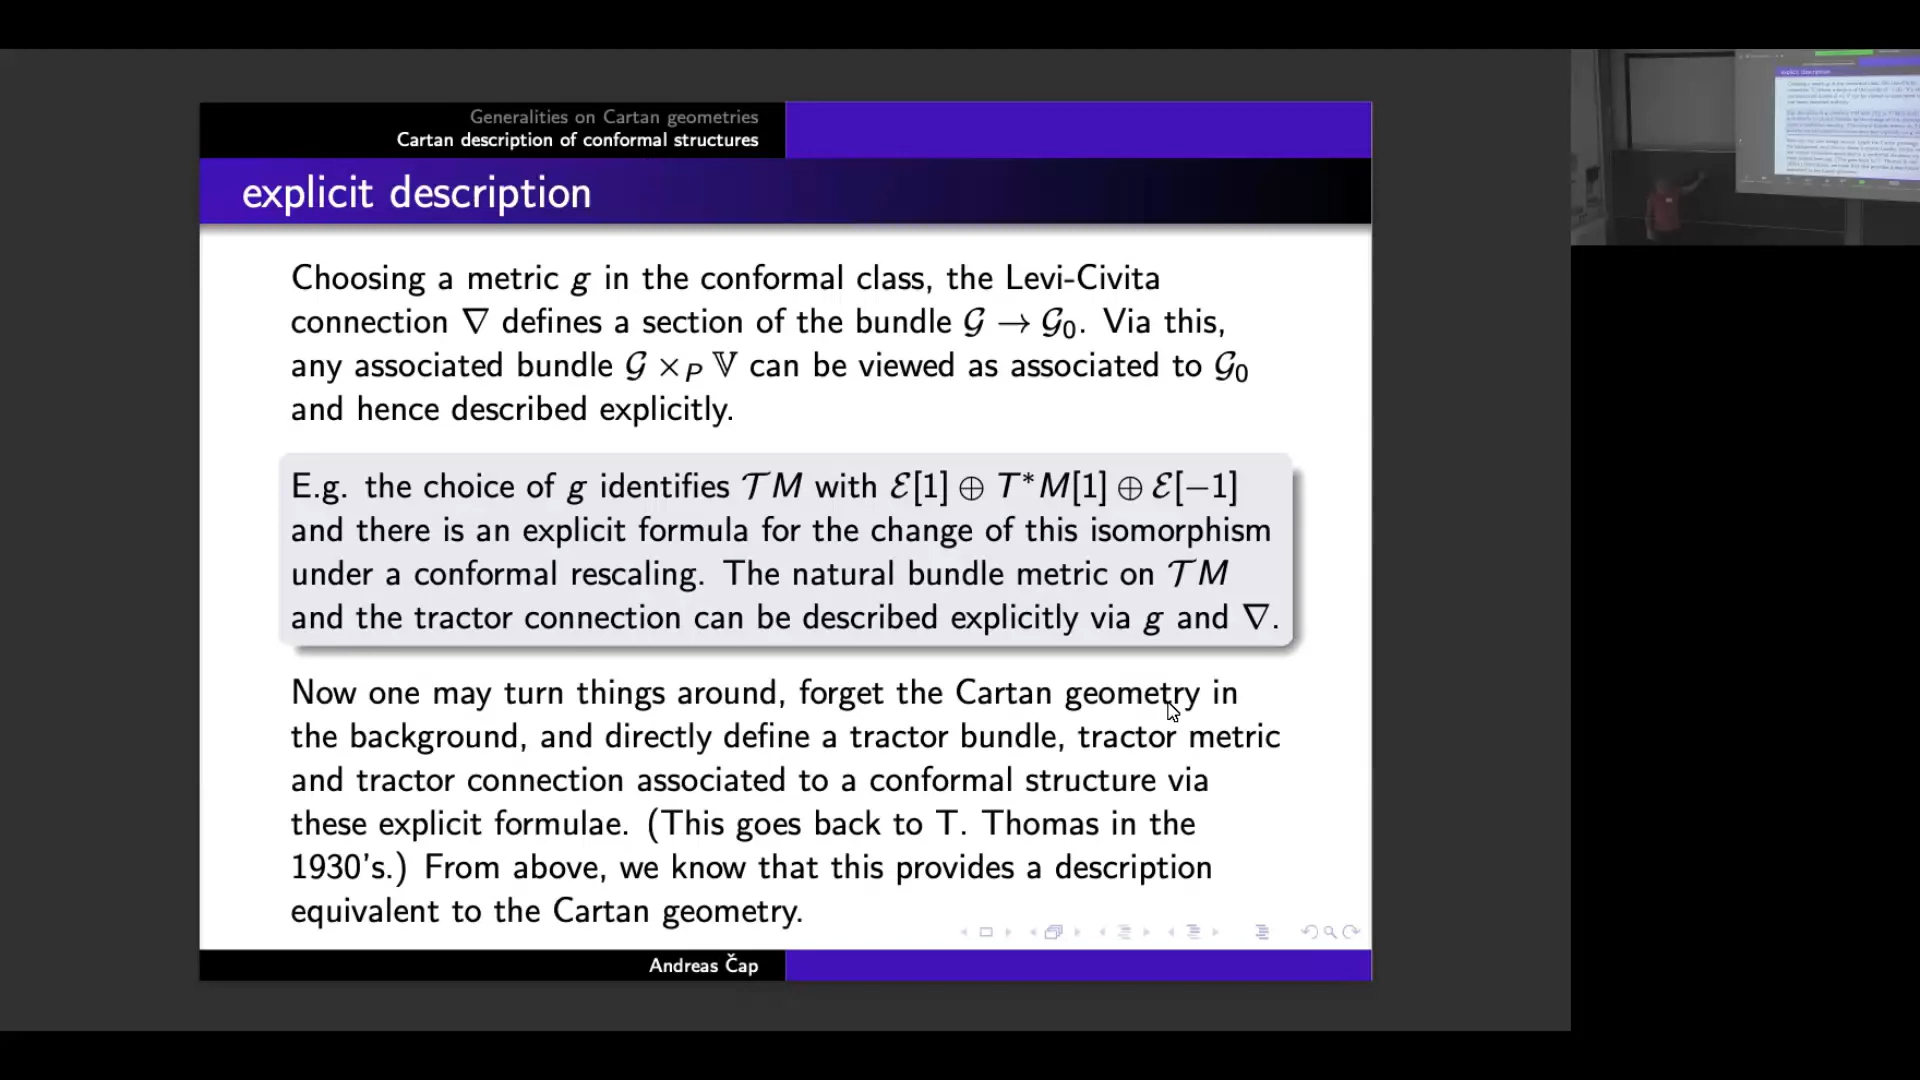 Generalities on Cartan geometries
Cartan description of conformal structures
explicit description
Choosing a metric g in the conformal class, the Levi-Civita
connection ∇ defines a section of the bundle 𝒢 → 𝒢₀. Via this,
any associated bundle 𝒢 ×_P 𝕍 can be viewed as associated to 𝒢₀
and hence described explicitly.
E.g. the choice of g identifies 𝒯M with ℰ[1] ⊕ T*M[1] ⊕ ℰ[−1]
and there is an explicit formula for the change of this isomorphism
under a conformal rescaling. The natural bundle metric on 𝒯M
and the tractor connection can be described explicitly via g and ∇.
Now one may turn things around, forget the Cartan geometry in
the background, and directly define a tractor bundle, tractor metric
and tractor connection associated to a conformal structure via
these explicit formulae. (This goes back to T. Thomas in the
1930's.) From above, we know that this provides a description
equivalent to the Cartan geometry.
Andreas Čap